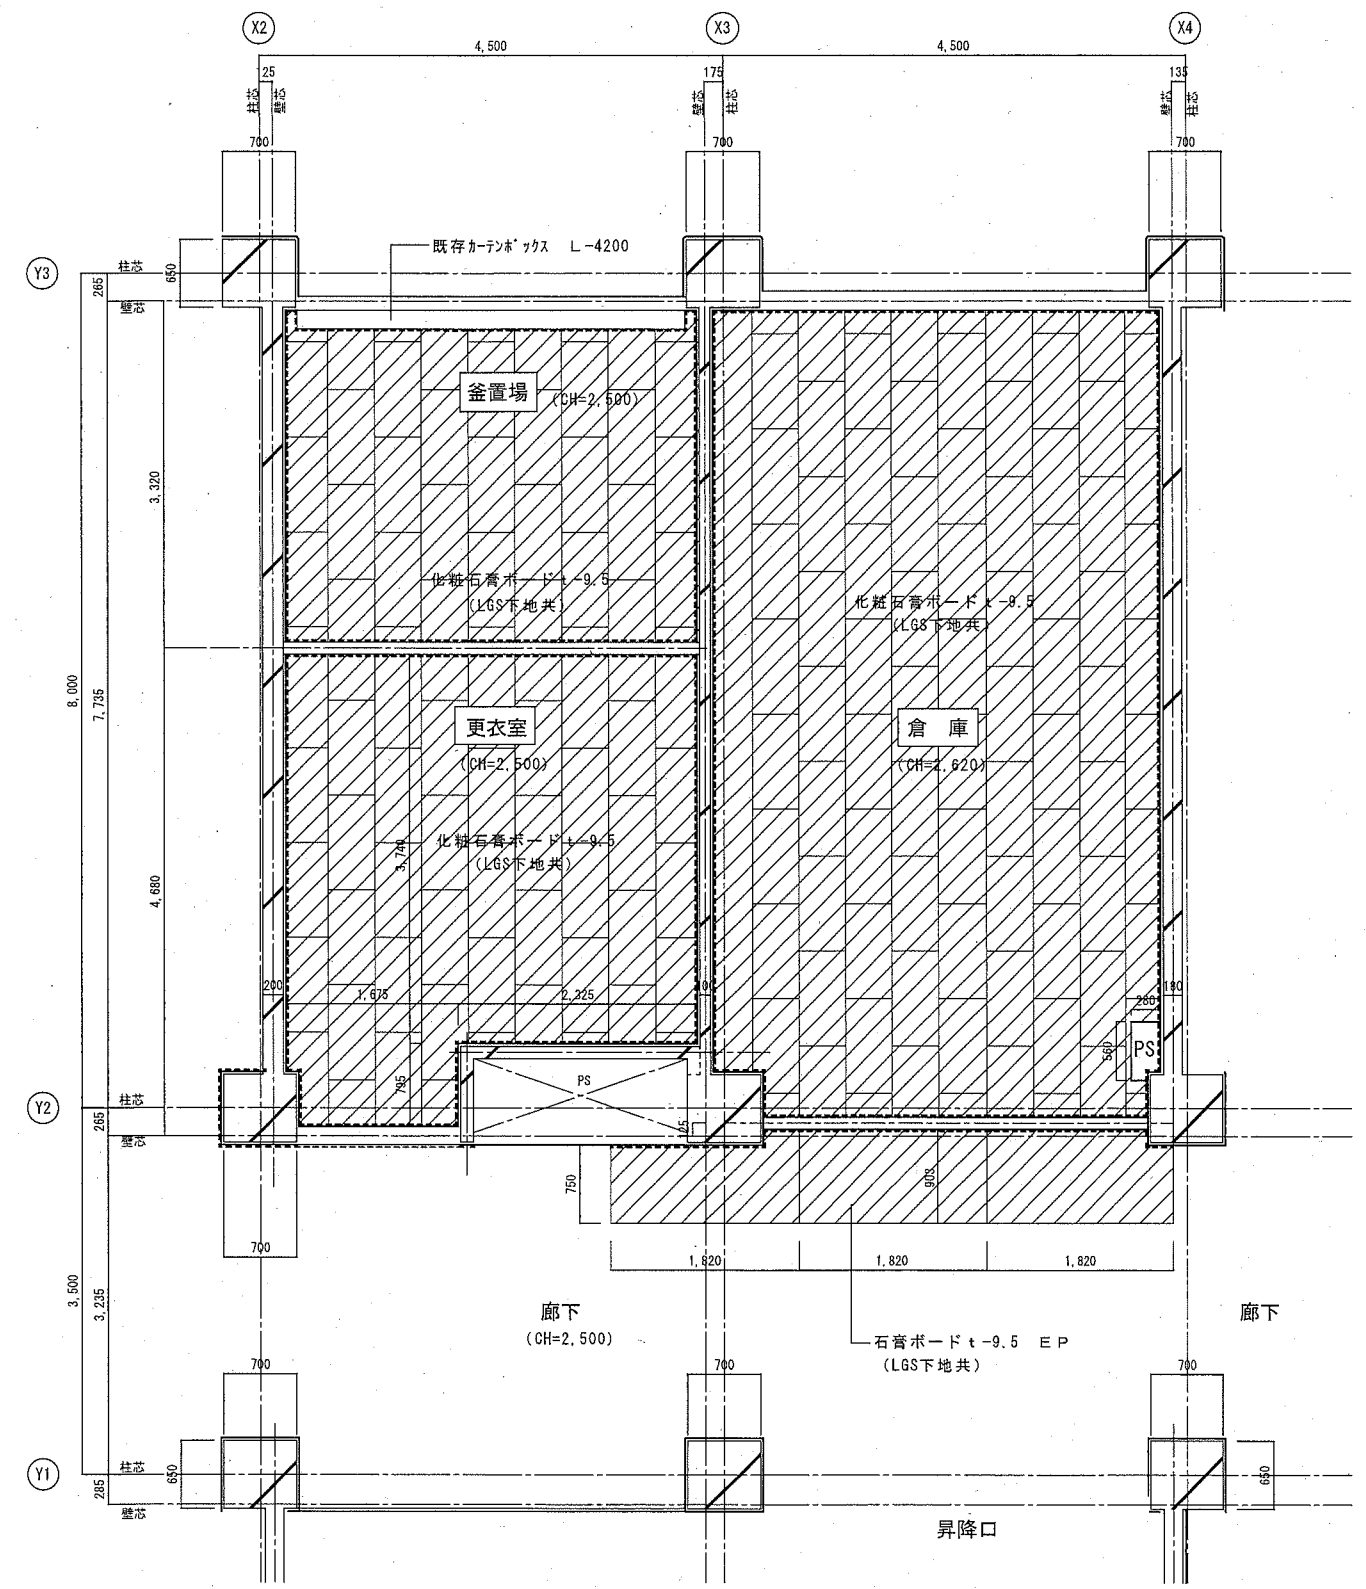 X2
X3
X4
4,500
4,500
25
175
135
柱芯
壁芯
壁芯
柱芯
壁芯
柱芯
700
700
700
既存カーテンボックス L-4200
Y3
柱芯
650
265
壁芯
釜置場
(CH=2,500)
3,320
化粧石膏ボードt-9.5
(LGS下地共)
化粧石膏ボードt-9.5
(LGS下地共)
8,000
7,735
更衣室
(CH=2,500)
倉 庫
(CH=2,620)
化粧石膏ボードt-9.5
(LGS下地共)
3,740
4,680
200
1,675
2,325
100
280
180
560
PS
PS
795
Y2
柱芯
265
壁芯
25
750
903
700
1,820
1,820
1,820
3,500
3,235
廊下
(CH=2,500)
廊下
石膏ボードt-9.5 EP
(LGS下地共)
700
700
700
Y1
柱芯
650
650
285
壁芯
昇降口